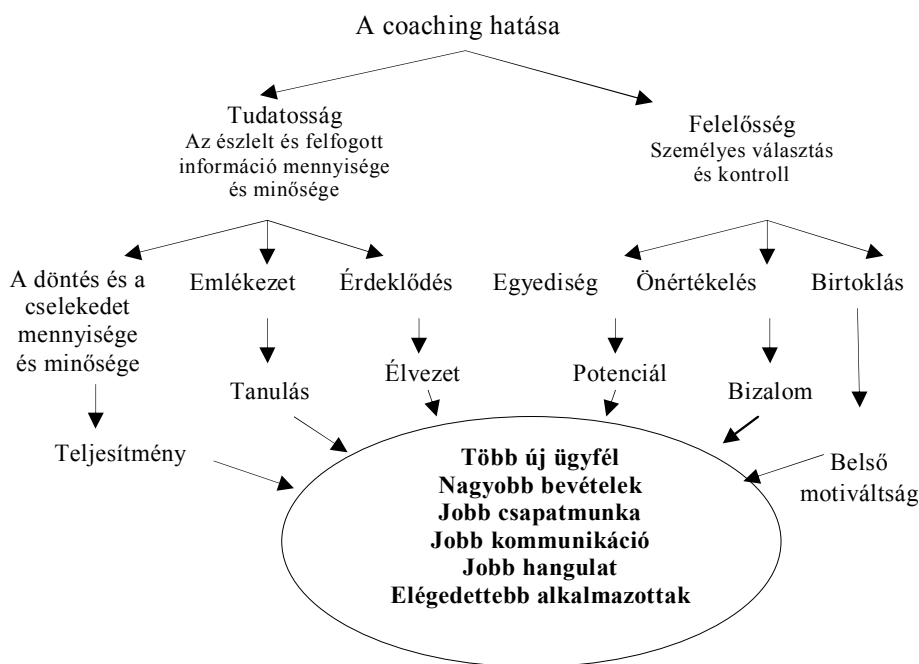 A coaching hatása
Tudatosság
Az észlelt és felfogott
információ mennyisége
és minősége
Felelősség
Személyes választás
és kontroll
A döntés és a
cselekedet
mennyisége
és minősége
Emlékezet
Érdeklődés
Egyediség
Önértékelés
Birtoklás
Tanulás
Élvezet
Potenciál
Bizalom
Teljesítmény
Belső
motiváltság
Több új ügyfél
Nagyobb bevételek
Jobb csapatmunka
Jobb kommunikáció
Jobb hangulat
Elégedettebb alkalmazottak